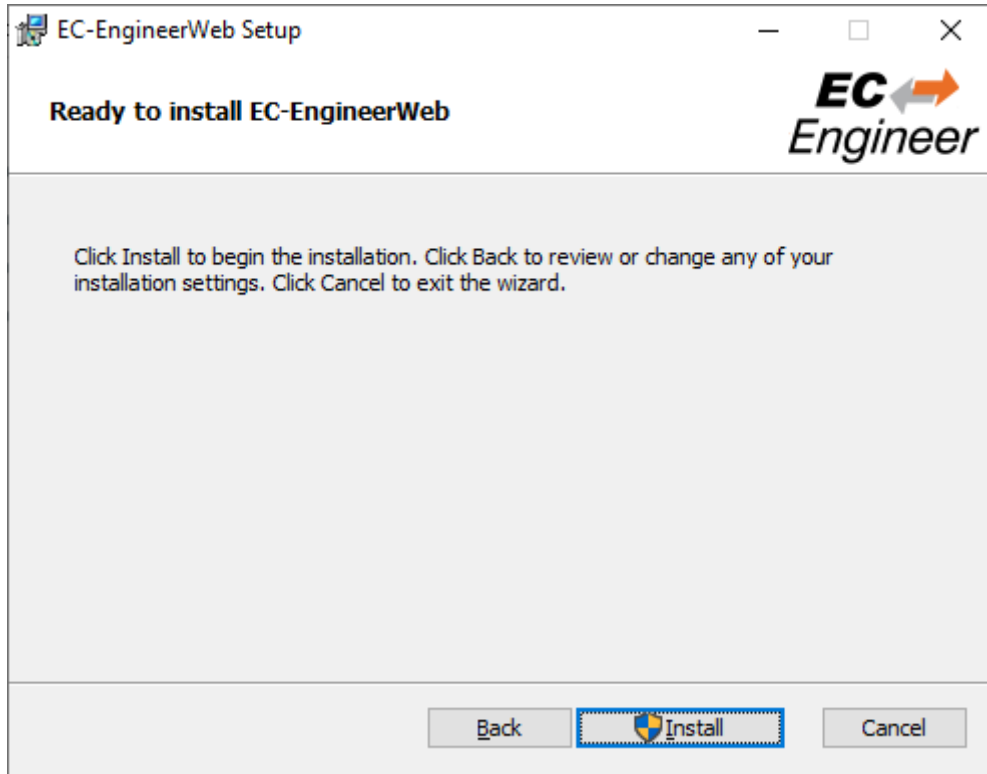 EC-EngineerWeb Setup
Ready to install EC-EngineerWeb
EC
Engineer
Click Install to begin the installation. Click Back to review or change any of your
installation settings. Click Cancel to exit the wizard.
Back
Install
Cancel